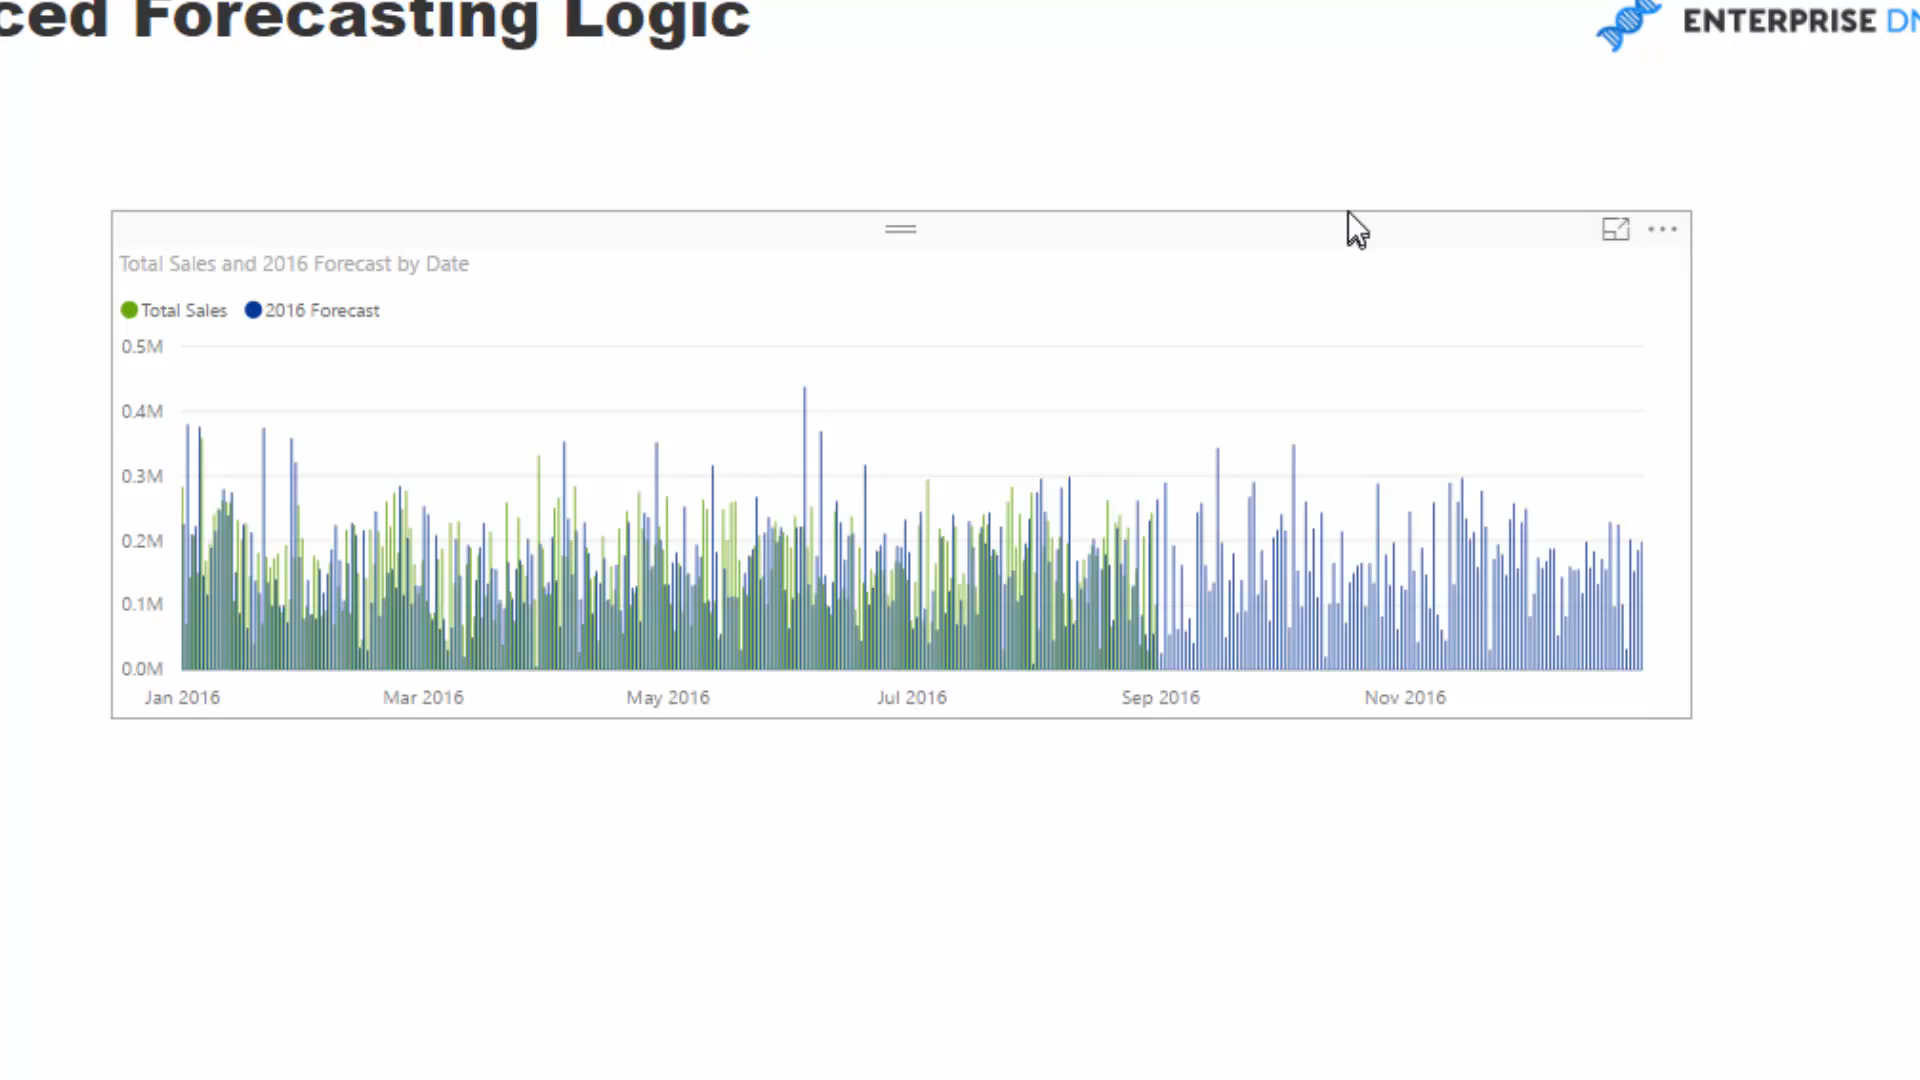 ced Forecasting Logic
ENTERPRISE DN
Total Sales and 2016 Forecast by Date
Total Sales 2016 Forecast
0.5M
0.4M
0.3M
0.2M
0.1M
0.0M
Jan 2016 Mar 2016 May 2016 Jul 2016 Sep 2016 Nov 2016